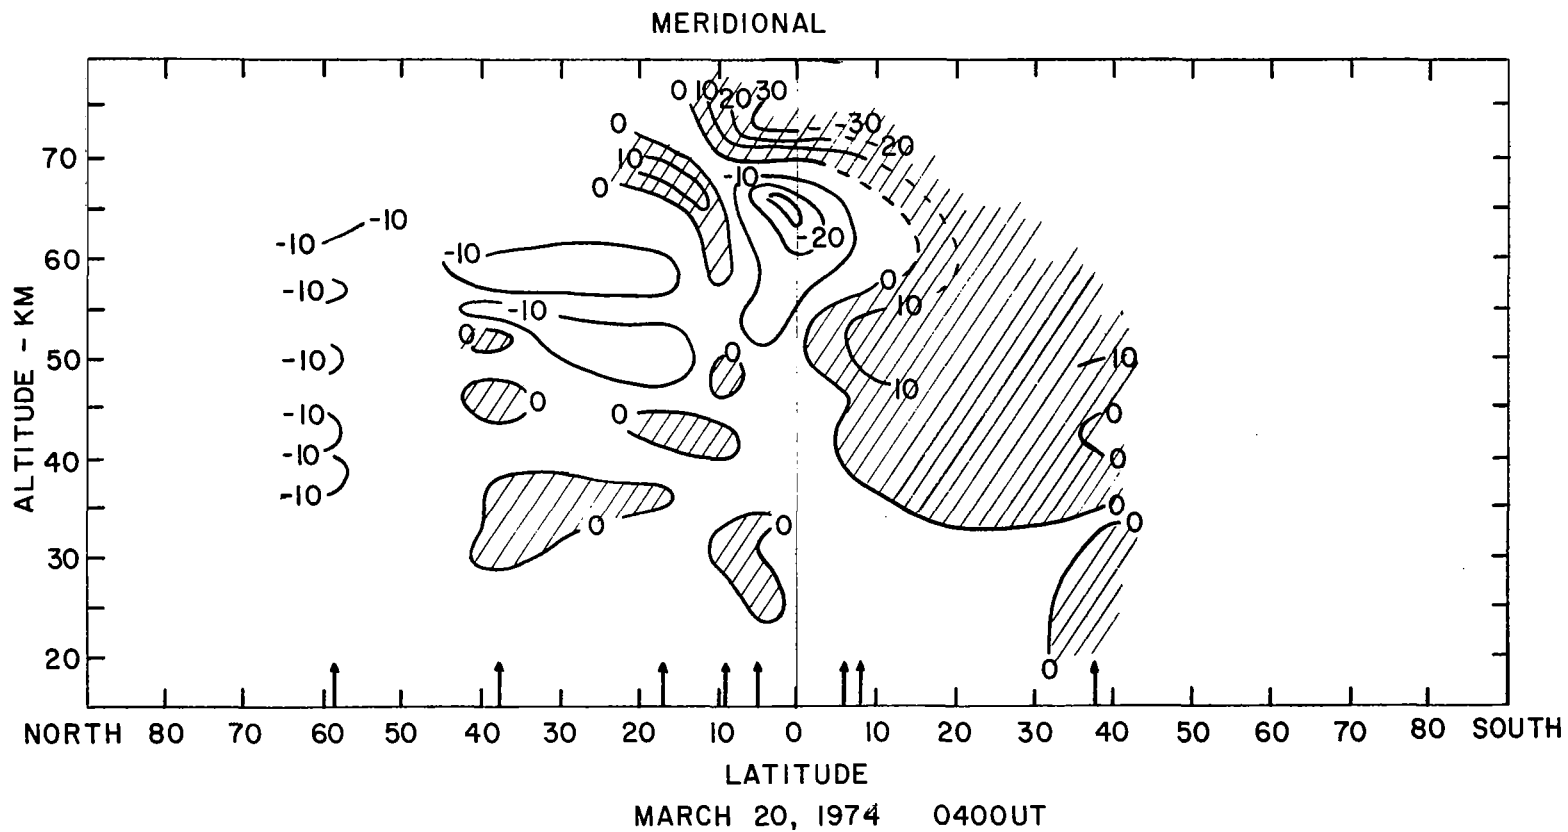 MERIDIONAL
0 10 20 30
0 -30
-20
70
10
0 -10
-10
-10 -20
-10
60
-10 0
-10 10
0
50 -10 0 10
10
0
-10 0 0
-10
40 0
-10
0
0 0 0
30
20
0
ALTITUDE - KM
NORTH 80 70 60 50 40 30 20 10 0 10 20 30 40 50 60 70 80 SOUTH
LATITUDE
MARCH 20, 1974 0400UT